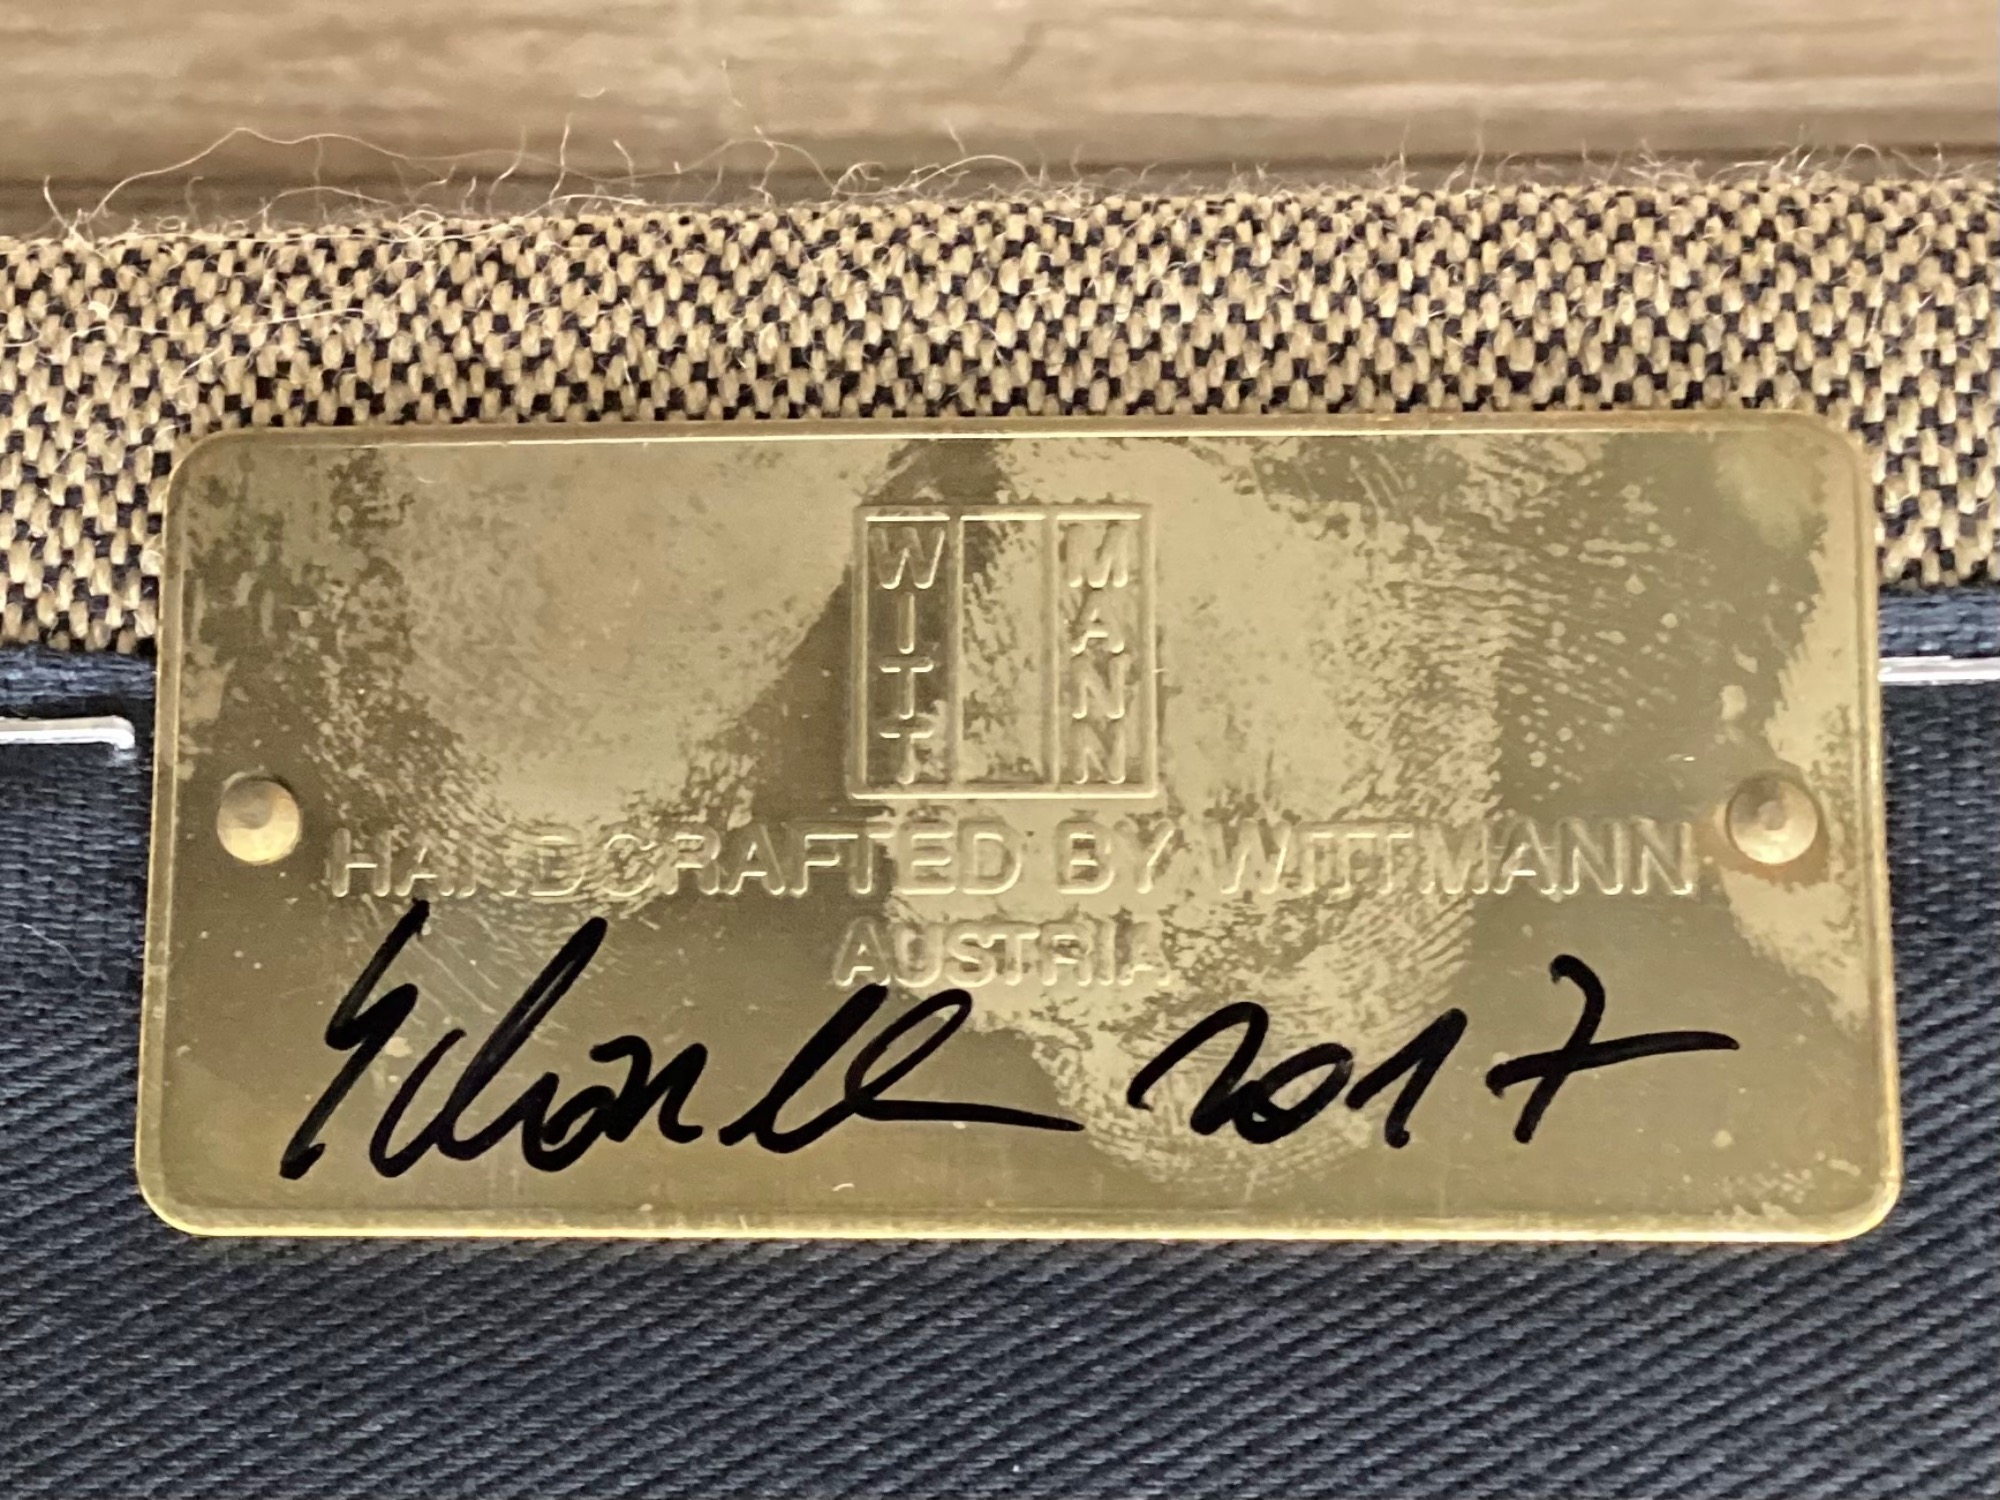 WITT MANN
HANDCRAFTED BY WITTMANN
AUSTRIA
2017